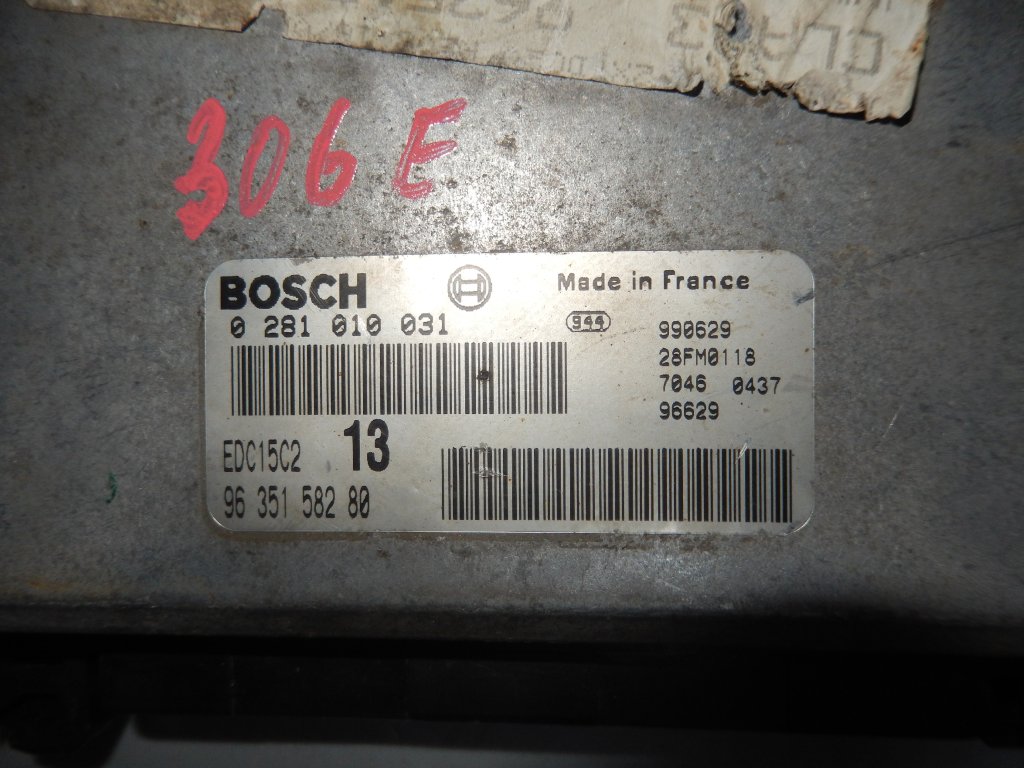 306 E
BOSCH Made in France
0 281 010 031 944 990629
28FM0118
7046 0437
96629
EDC15C2 13
96 351 582 80